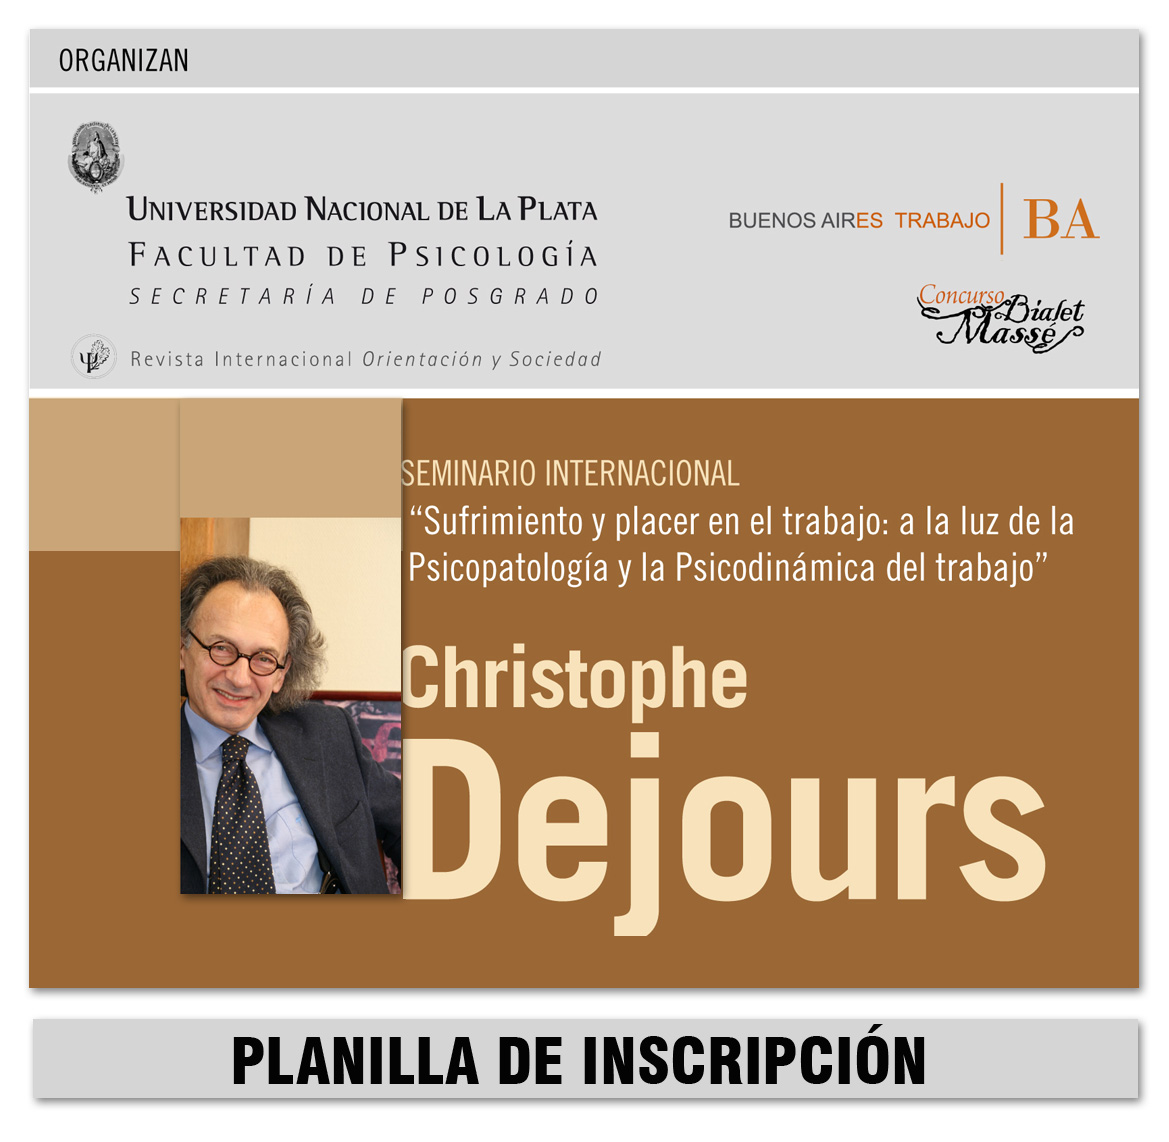 ORGANIZAN
UNIVERSIDAD NACIONAL DE LA PLATA
FACULTAD DE PSICOLOGÍA
SECRETARÍA DE POSGRADO
Revista Internacional Orientación y Sociedad
BUENOS AIRES TRABAJO BA
Concurso
Bialet
Massé
SEMINARIO INTERNACIONAL
“Sufrimiento y placer en el trabajo: a la luz de la
Psicopatología y la Psicodinámica del trabajo”
Christophe
Dejours
PLANILLA DE INSCRIPCIÓN